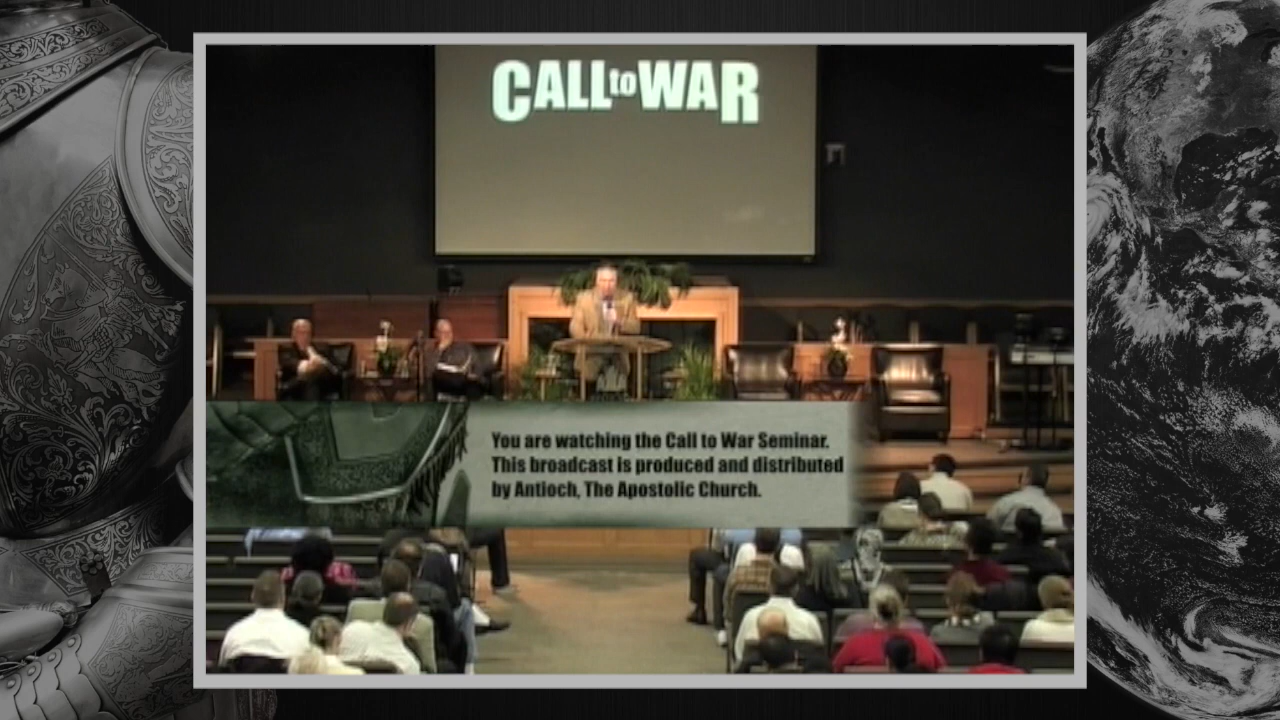 CALL to WAR
You are watching the Call to War Seminar.
This broadcast is produced and distributed
by Antioch, The Apostolic Church.